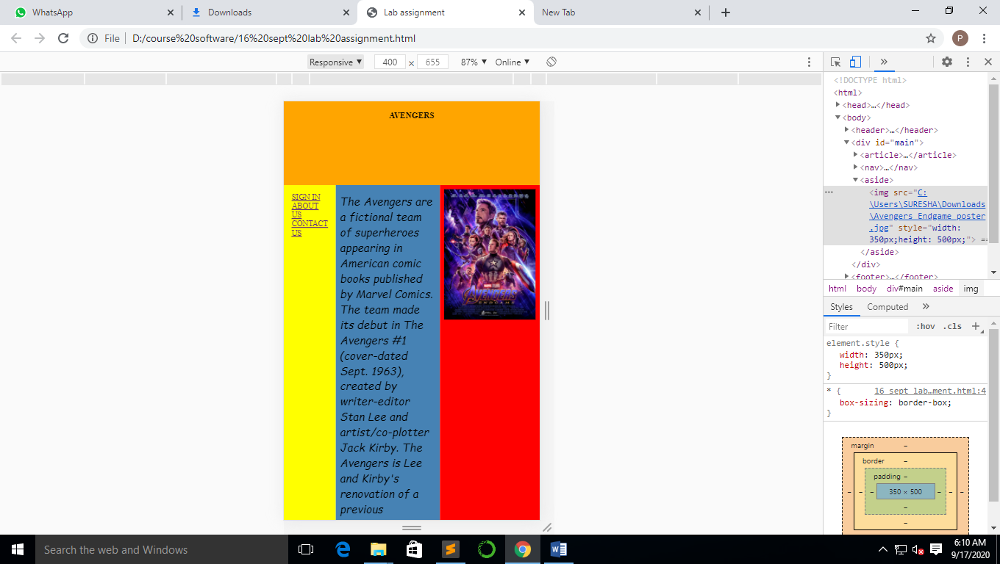 WhatsApp
Downloads
Lab assignment
New Tab
File
D:/course%20software/16%20sept%20lab%20assignment.html
P
Responsive ▼ 400 × 655 87% ▼ Online ▼
AVENGERS
SIGN IN
ABOUT
US
CONTACT
US
The Avengers are
a fictional team
of superheroes
appearing in
American comic
books published
by Marvel Comics.
The team made
its debut in The
Avengers #1
(cover-dated
Sept. 1963),
created by
writer-editor
Stan Lee and
artist/co-plotter
Jack Kirby. The
Avengers is Lee
and Kirby's
renovation of a
previous
AVENGERS
ENDGAME
<!DOCTYPE html>
<html>
<head>…</head>
<body>
<header>…</header>
<div id="main">
<article>…</article>
<nav>…</nav>
<aside>
<img src="C:
\Users\SURESHA\Downloads
\Avengers Endgame poster
.jpg" style="width:
350px;height: 500px;"> ==
</aside>
</div>
<footer>…</footer>
html body div#main aside img
Styles Computed »
Filter :hov .cls +
element.style {
width: 350px;
height: 500px;
}
* { 16 sept lab…ment.html:4
box-sizing: border-box;
}
margin –
border –
padding –
– – – 350 × 500 – – –
–
–
Search the web and Windows
6:10 AM
9/17/2020